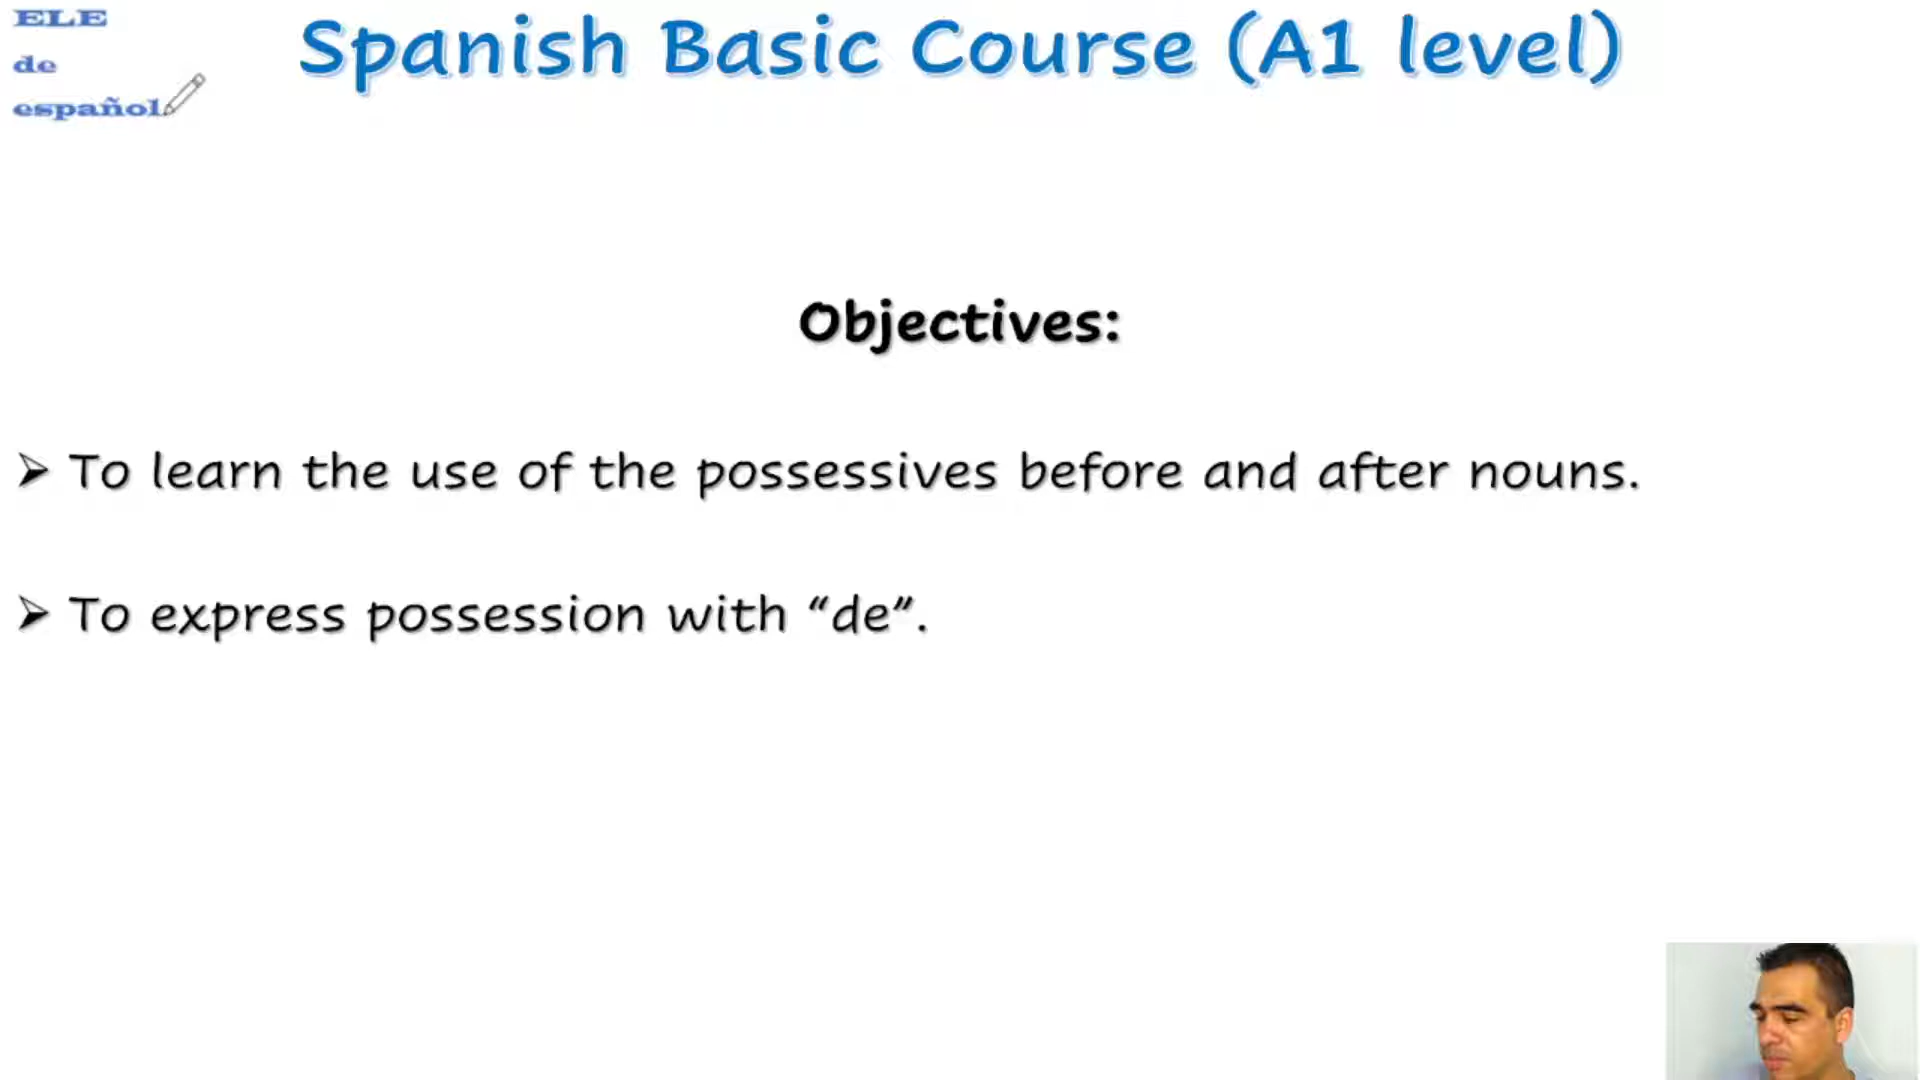 ELE
de
español
Spanish Basic Course (A1 level)
Objectives:
➢ To learn the use of the possessives before and after nouns.
➢ To express possession with “de”.